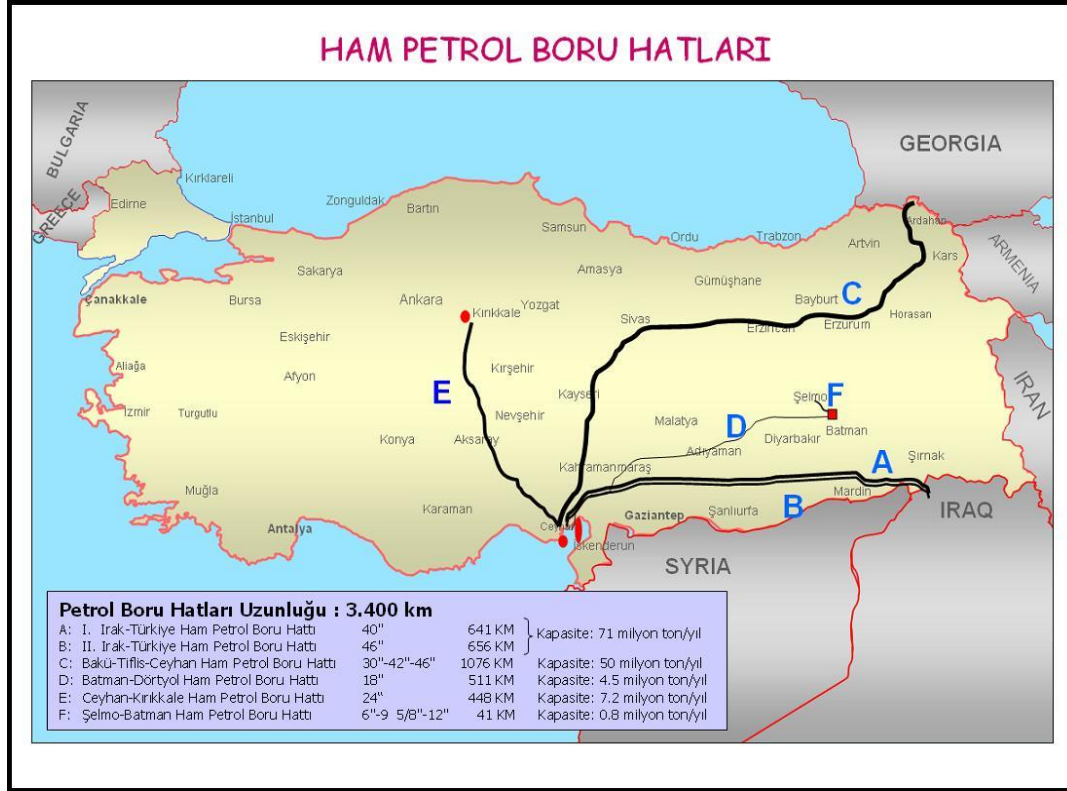 HAM PETROL BORU HATLARI
BULGARIA
GREECE
GEORGIA
ARMENIA
IRAN
IRAQ
SYRIA
Kırklareli
Edirne
İstanbul
Zonguldak
Bartın
Samsun
Ordu
Trabzon
Artvin
Ardahan
Kars
Sakarya
Amasya
Gümüşhane
Çanakkale
Bursa
Ankara
Kırıkkale
Yozgat
Sivas
Bayburt
C
Erzincan
Erzurum
Horasan
Eskişehir
Aliağa
Afyon
Kırşehir
E
Kayseri
Şelmo
F
İzmir
Turgutlu
Nevşehir
Malatya
D
Batman
Konya
Aksaray
Adıyaman
Diyarbakır
Kahramanmaraş
A
Şırnak
Muğla
Karaman
Mardin
B
Antalya
Ceyhan
Gaziantep
Şanlıurfa
İskenderun
Petrol Boru Hatları Uzunluğu : 3.400 km
A: I. Irak-Türkiye Ham Petrol Boru Hattı 40" 641 KM
Kapasite: 71 milyon ton/yıl
B: II. Irak-Türkiye Ham Petrol Boru Hattı 46" 656 KM
C: Bakü-Tiflis-Ceyhan Ham Petrol Boru Hattı 30"-42"-46" 1076 KM Kapasite: 50 milyon ton/yıl
D: Batman-Dörtyol Ham Petrol Boru Hattı 18" 511 KM Kapasite: 4.5 milyon ton/yıl
E: Ceyhan-Kırıkkale Ham Petrol Boru Hattı 24" 448 KM Kapasite: 7.2 milyon ton/yıl
F: Şelmo-Batman Ham Petrol Boru Hattı 6"-9 5/8"-12" 41 KM Kapasite: 0.8 milyon ton/yıl